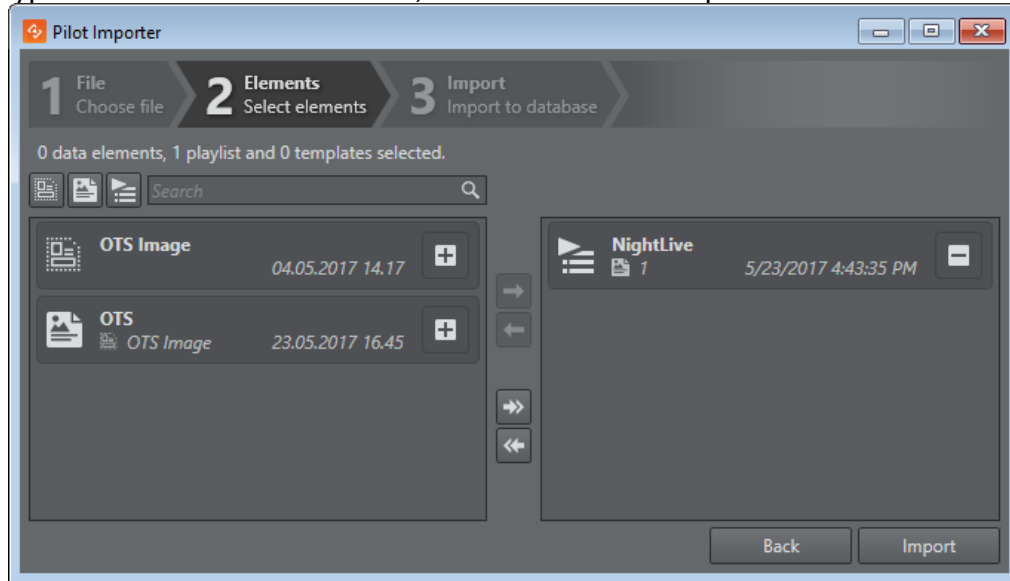 Pilot Importer
1 File
Choose file
2 Elements
Select elements
3 Import
Import to database
0 data elements, 1 playlist and 0 templates selected.
Search
OTS Image
04.05.2017 14.17
OTS
OTS Image 23.05.2017 16.45
NightLive
1 5/23/2017 4:43:35 PM
Back Import